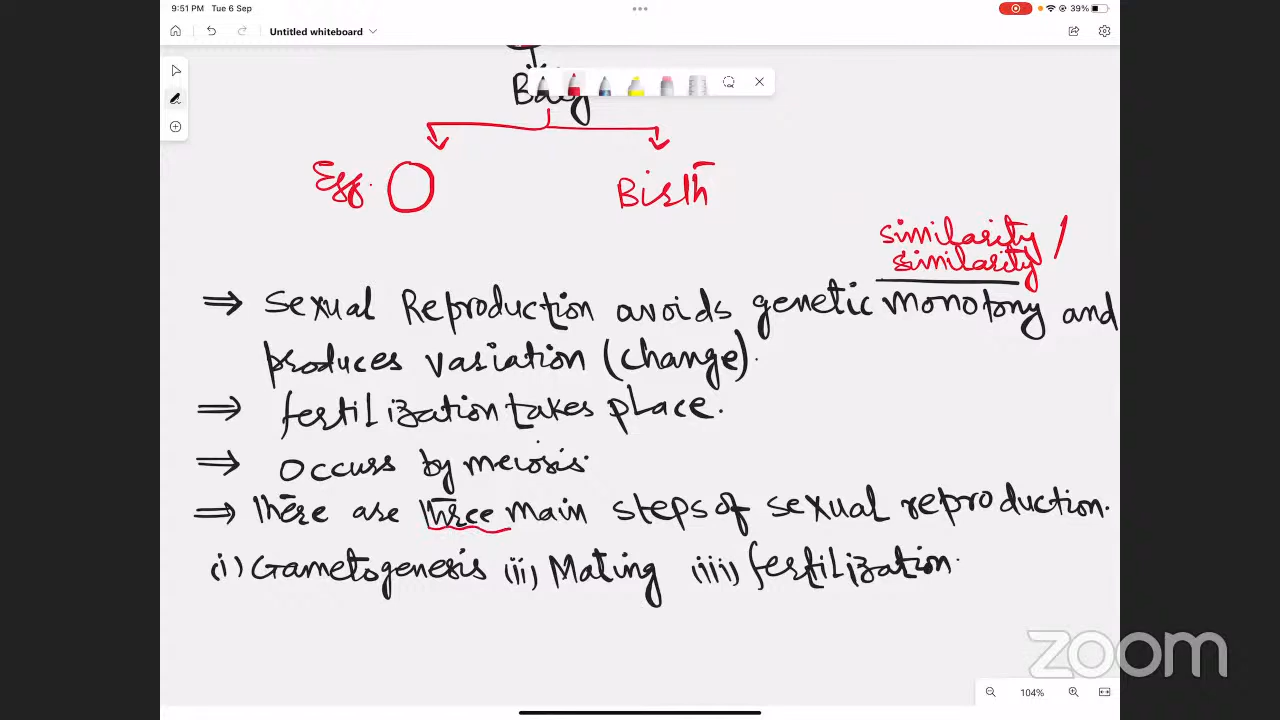 9:51 PM Tue 6 Sep
39%
Untitled whiteboard
Egg.
Birth
similarity /
similarity
⇒ Sexual Reproduction avoids genetic monotony and
produces variation (change).
⇒ fertilization takes place.
⇒ Occurs by meiosis.
⇒ There are three main steps of sexual reproduction.
(i) Gametogenesis (ii) Mating (iii) fertilization.
zoom
104%